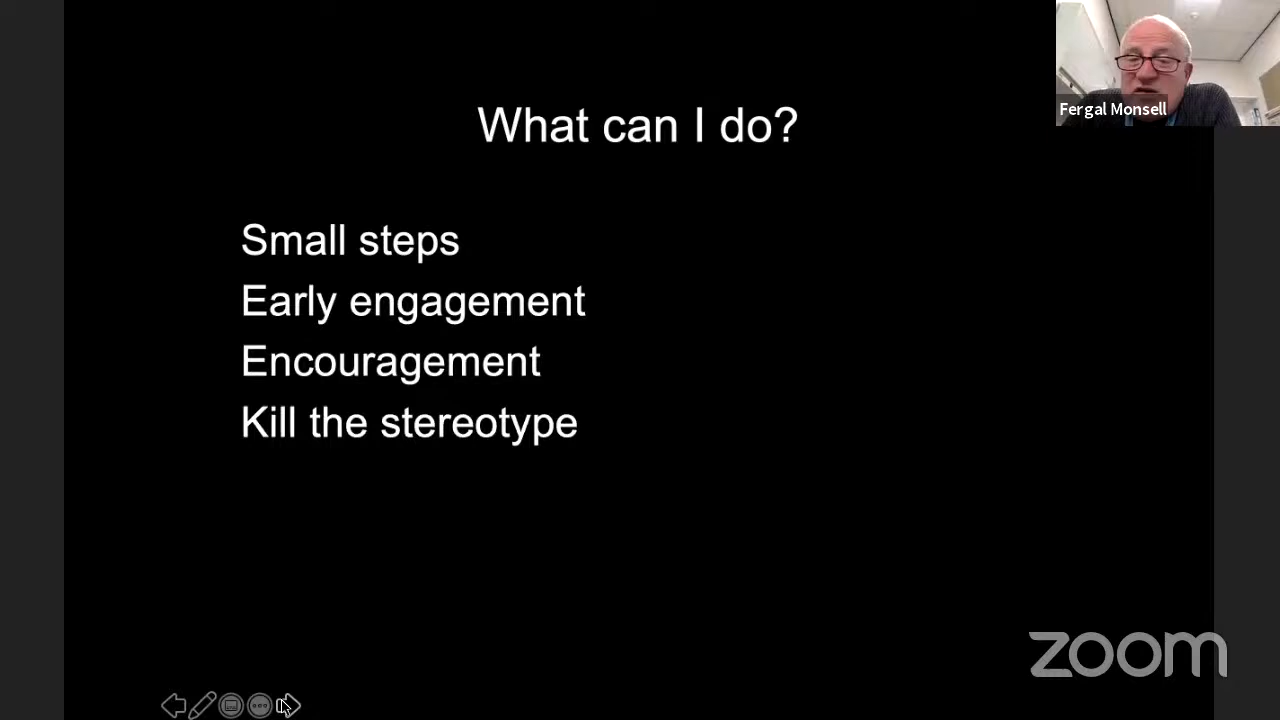 What can I do?
Fergal Monsell
Small steps
Early engagement
Encouragement
Kill the stereotype
zoom